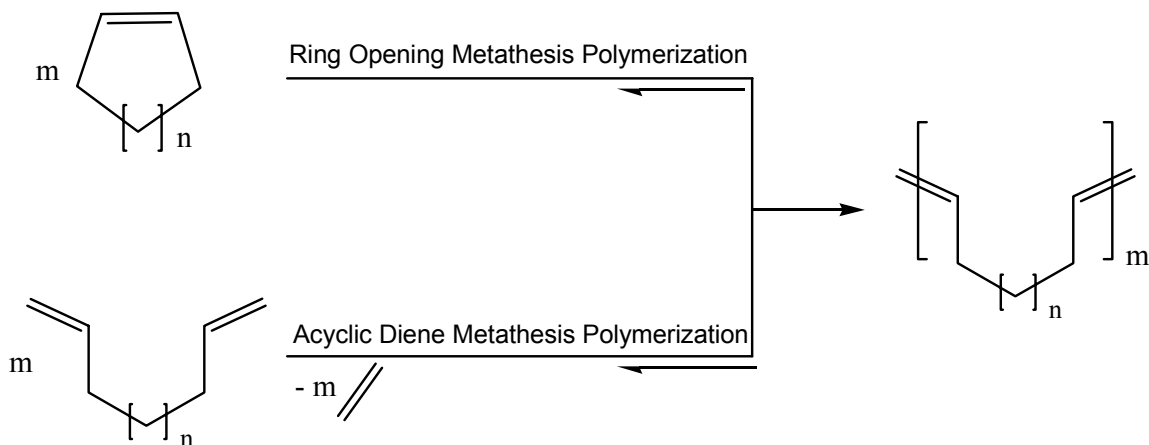 Ring Opening Metathesis Polymerization
m
n
m
n
Acyclic Diene Metathesis Polymerization
m
- m
n